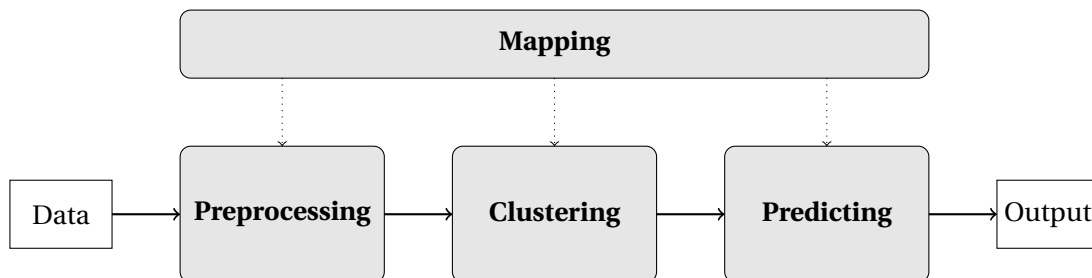 Mapping
Data
Preprocessing
Clustering
Predicting
Output